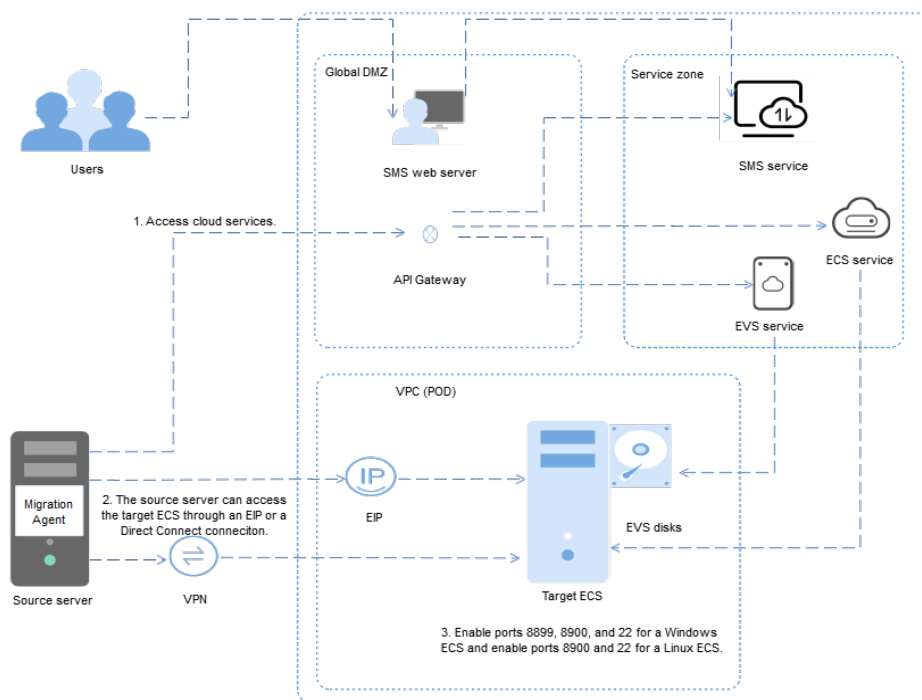 Global DMZ
Service zone
Users
SMS web server
SMS service
1. Access cloud services.
API Gateway
ECS service
EVS service
VPC (POD)
Migration
Agent
IP
2. The source server can access
the target ECS through an EIP or a
Direct Connect conneciton.
EIP
EVS disks
Source server
VPN
Target ECS
3. Enable ports 8899, 8900, and 22 for a Windows
ECS and enable ports 8900 and 22 for a Linux ECS.